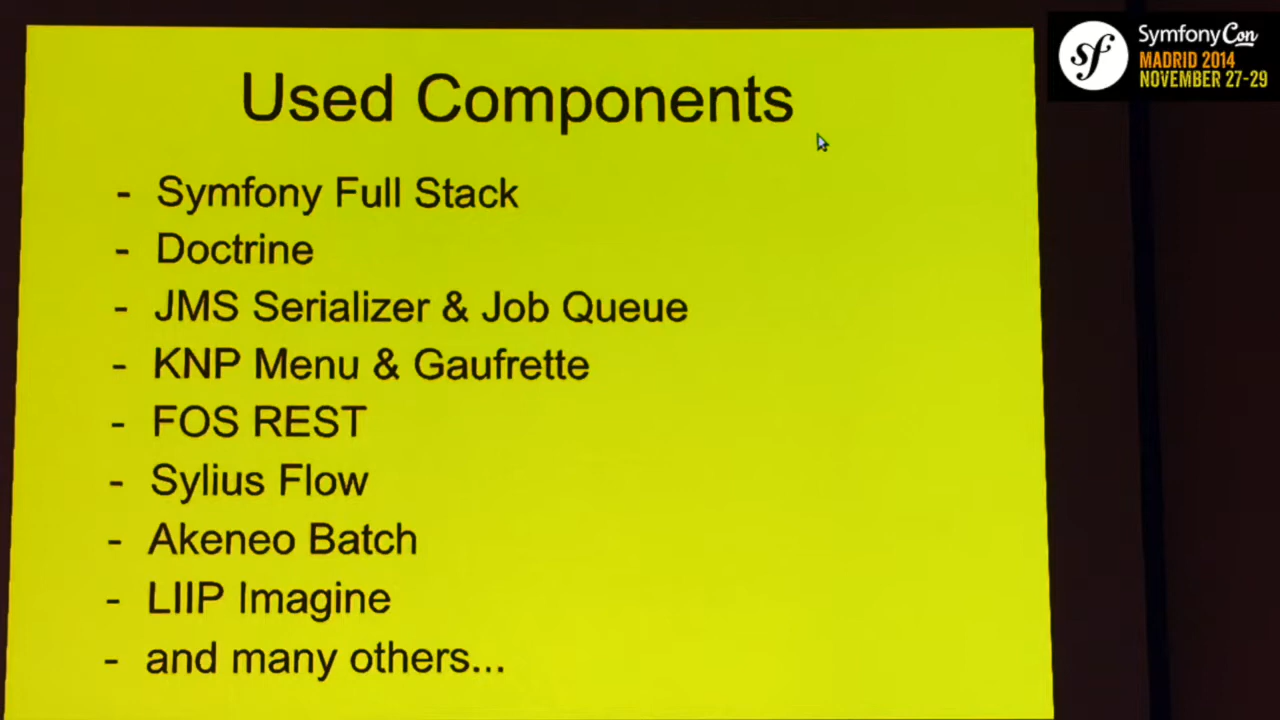 Used Components
- Symfony Full Stack
- Doctrine
- JMS Serializer & Job Queue
- KNP Menu & Gaufrette
- FOS REST
- Sylius Flow
- Akeneo Batch
- LIIP Imagine
- and many others...
sf
SymfonyCon
MADRID 2014
NOVEMBER 27-29